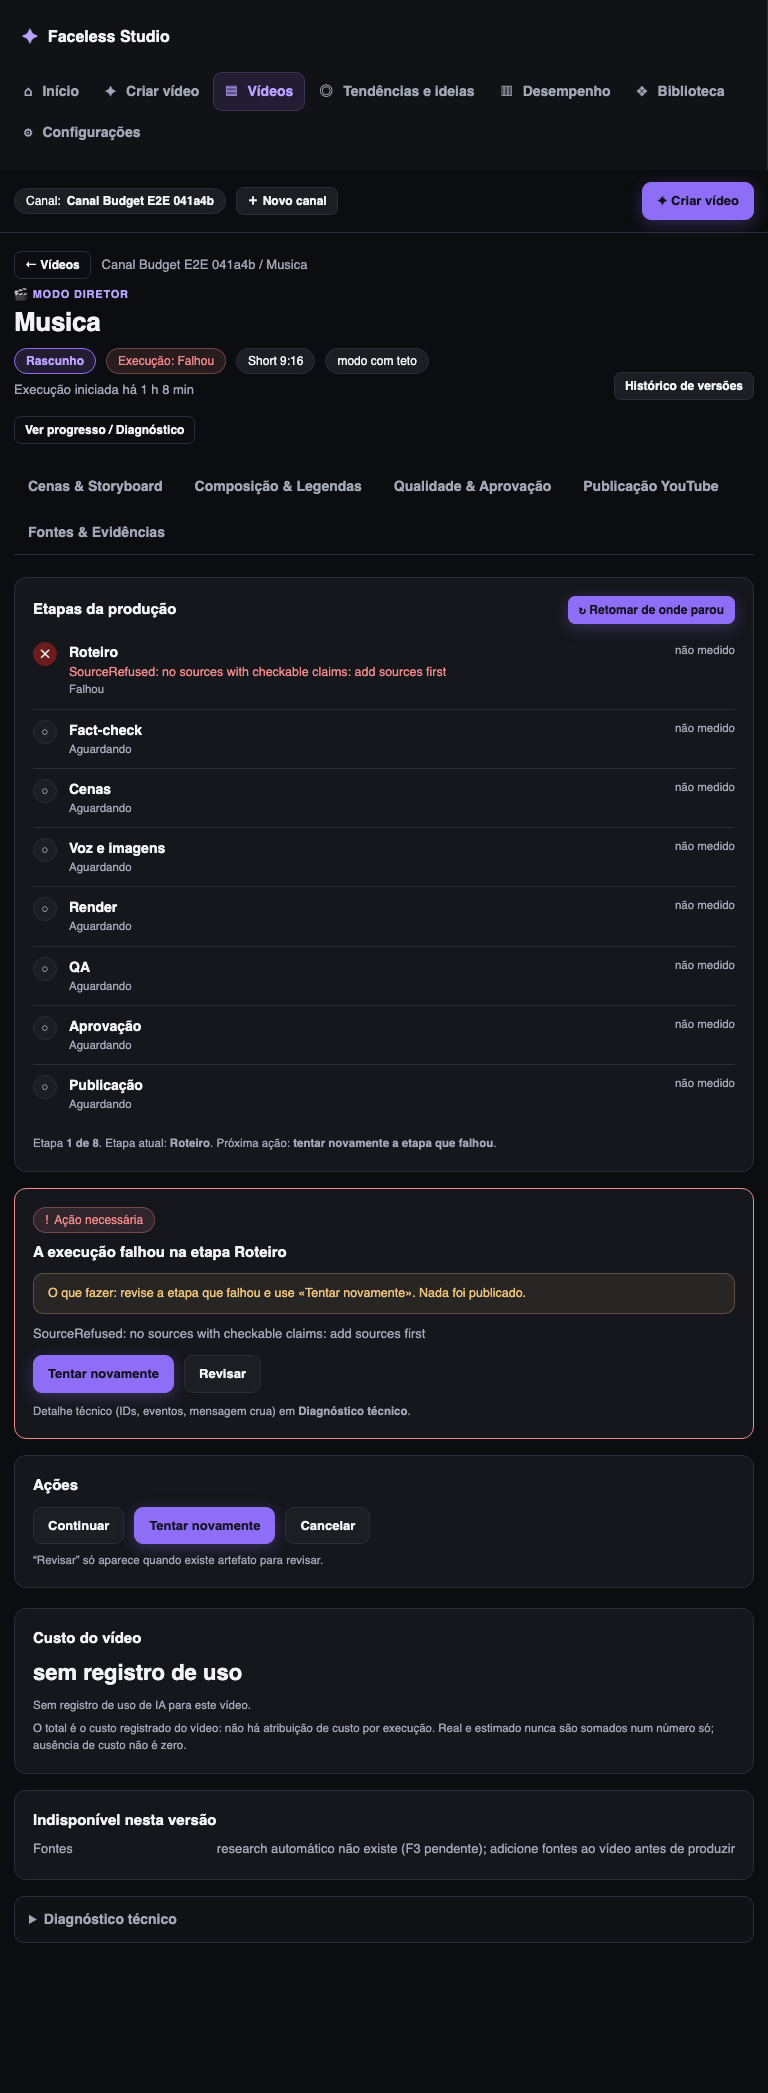 ✦ Faceless Studio
⌂ Início ✦ Criar vídeo ▤ Vídeos ◎ Tendências e ideias ▥ Desempenho ❖ Biblioteca
⚙ Configurações
Canal: Canal Budget E2E 041a4b + Novo canal ✦ Criar vídeo
← Vídeos Canal Budget E2E 041a4b / Musica
🎬 MODO DIRETOR
Musica
Rascunho Execução: Falhou Short 9:16 modo com teto
Execução iniciada há 1 h 8 min Histórico de versões
Ver progresso / Diagnóstico
Cenas & Storyboard Composição & Legendas Qualidade & Aprovação Publicação YouTube
Fontes & Evidências
Etapas da produção ↻ Retomar de onde parou
✕ Roteiro não medido
SourceRefused: no sources with checkable claims: add sources first
Falhou
○ Fact-check não medido
Aguardando
○ Cenas não medido
Aguardando
○ Voz e imagens não medido
Aguardando
○ Render não medido
Aguardando
○ QA não medido
Aguardando
○ Aprovação não medido
Aguardando
○ Publicação não medido
Aguardando
Etapa 1 de 8. Etapa atual: Roteiro. Próxima ação: tentar novamente a etapa que falhou.
! Ação necessária
A execução falhou na etapa Roteiro
O que fazer: revise a etapa que falhou e use «Tentar novamente». Nada foi publicado.
SourceRefused: no sources with checkable claims: add sources first
Tentar novamente Revisar
Detalhe técnico (IDs, eventos, mensagem crua) em Diagnóstico técnico.
Ações
Continuar Tentar novamente Cancelar
“Revisar” só aparece quando existe artefato para revisar.
Custo do vídeo
sem registro de uso
Sem registro de uso de IA para este vídeo.
O total é o custo registrado do vídeo: não há atribuição de custo por execução. Real e estimado nunca são somados num número só;
ausência de custo não é zero.
Indisponível nesta versão
Fontes research automático não existe (F3 pendente); adicione fontes ao vídeo antes de produzir
▶ Diagnóstico técnico